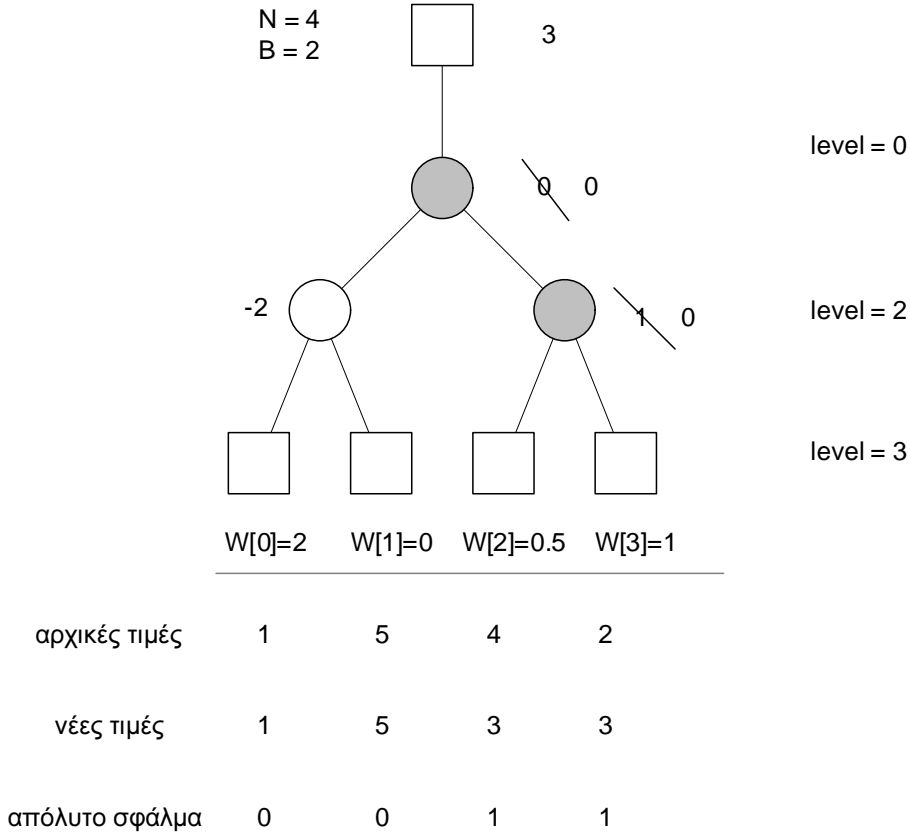 N = 4
B = 2
3
level = 0
0 0
-2
1 0
level = 2
level = 3
W[0]=2 W[1]=0 W[2]=0.5 W[3]=1
αρχικές τιμές 1 5 4 2
νέες τιμές 1 5 3 3
απόλυτο σφάλμα 0 0 1 1